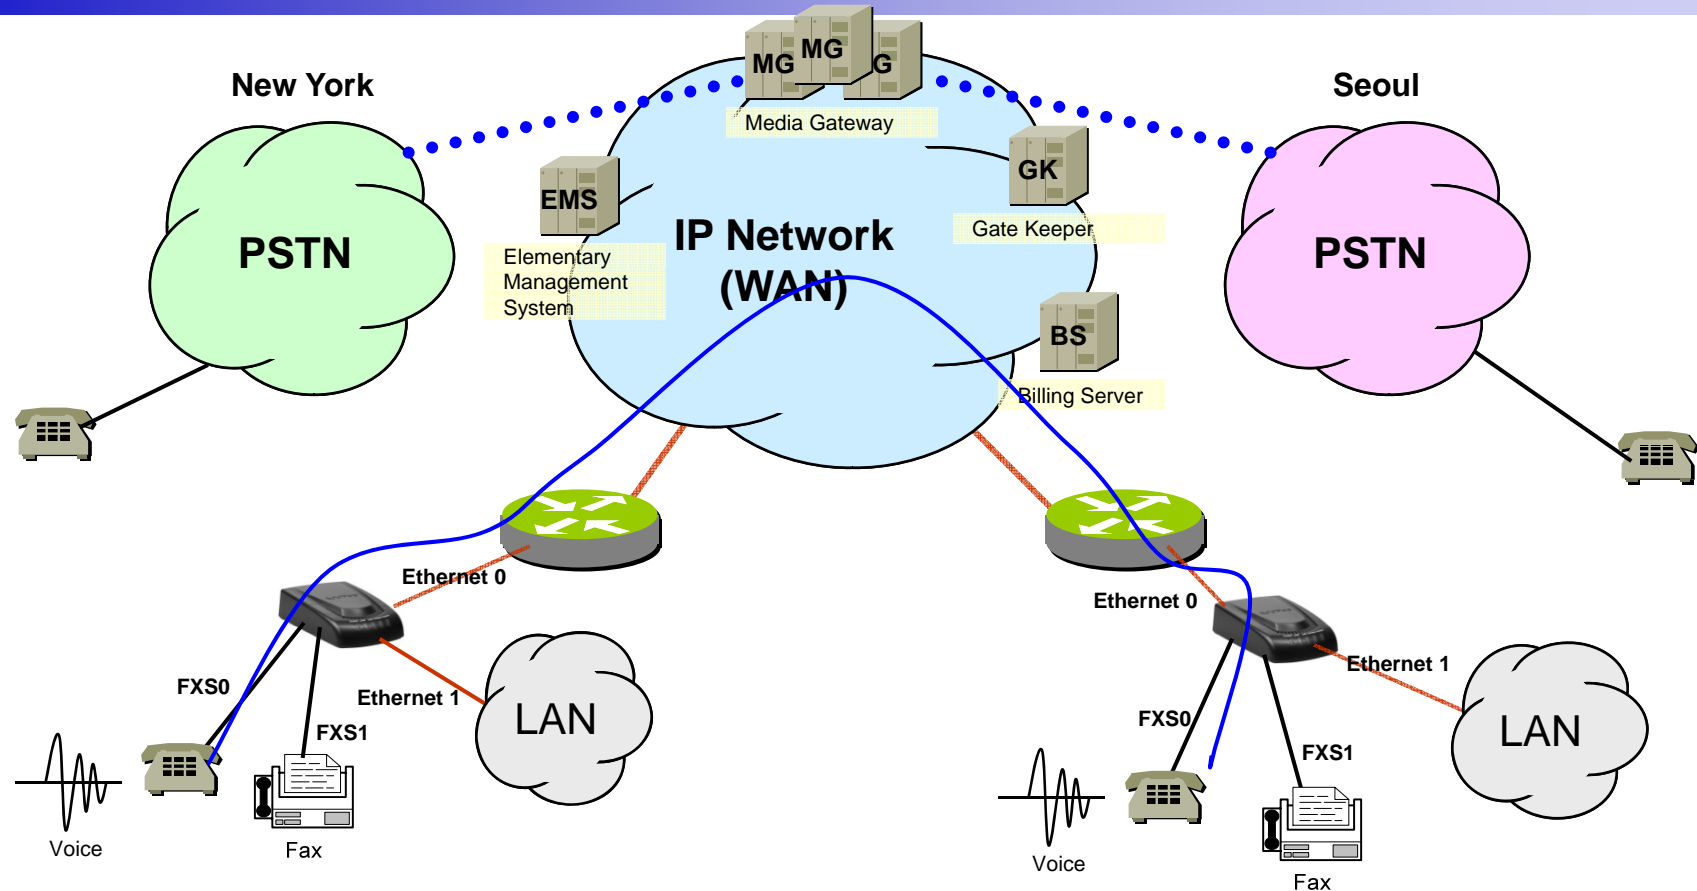 MG
MG
G
New York
Seoul
Media Gateway
GK
EMS
PSTN
IP Network
(WAN)
Gate Keeper
PSTN
Elementary
Management
System
BS
Billing Server
Ethernet 0
Ethernet 0
FXS0
Ethernet 1
LAN
FXS1
Ethernet 1
FXS0
LAN
FXS1
Voice
Fax
Voice
Fax